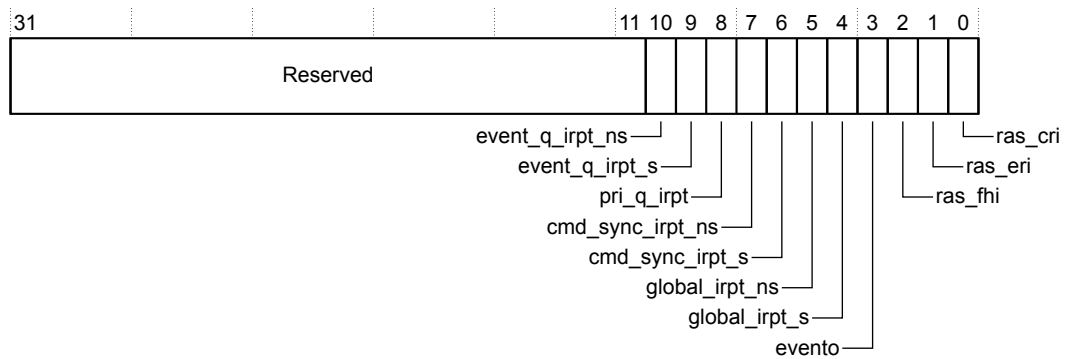 31 11 10 9 8 7 6 5 4 3 2 1 0
Reserved
event_q_irpt_ns ras_cri
event_q_irpt_s ras_eri
pri_q_irpt ras_fhi
cmd_sync_irpt_ns
cmd_sync_irpt_s
global_irpt_ns
global_irpt_s
evento